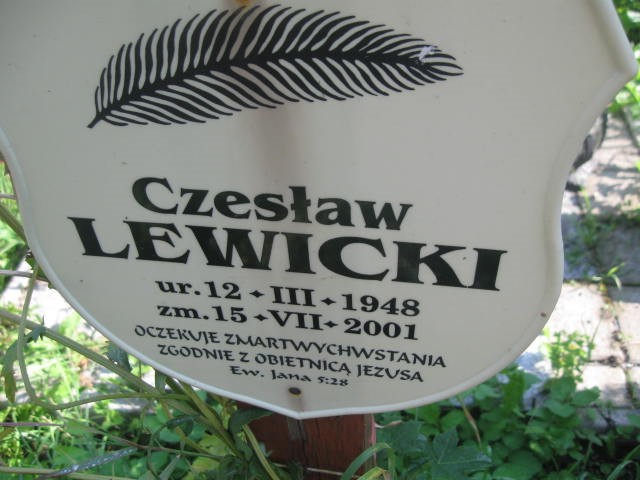 Czesław
LEWICKI
ur. 12 ✦ III ✦ 1948
zm. 15 ✦ VII ✦ 2001
OCZEKUJE ZMARTWYCHWSTANIA
ZGODNIE Z OBIETNICĄ JEZUSA
Ew. Jana 5:28